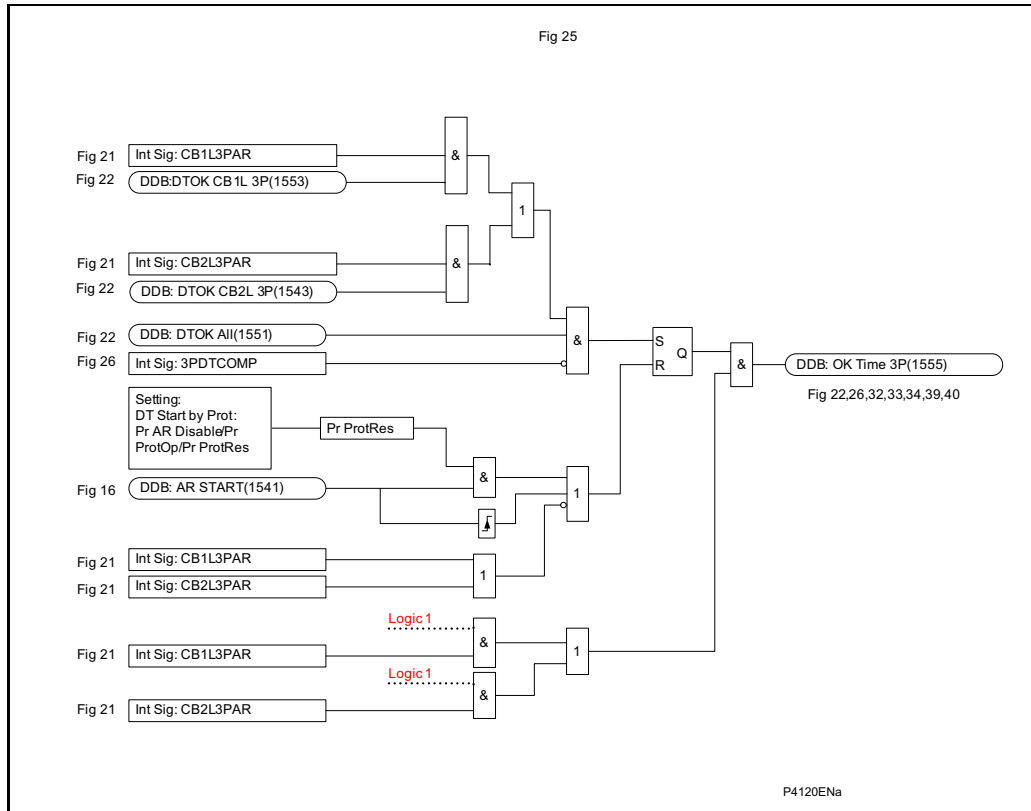 Fig 25
Fig 21
Int Sig: CB1L3PAR
&
Fig 22
DDB:DTOK CB1L 3P(1553)
1
Fig 21
Int Sig: CB2L3PAR
&
Fig 22
DDB: DTOK CB2L 3P(1543)
Fig 22
DDB: DTOK All(1551)
&
Fig 26
Int Sig: 3PDTCOMP
S
Q
R
&
DDB: OK Time 3P(1555)
Fig 22,26,32,33,34,39,40
Setting:
DT Start by Prot:
Pr AR Disable/Pr
ProtOp/Pr ProtRes
Pr ProtRes
&
Fig 16
DDB: AR START(1541)
1
Fig 21
Int Sig: CB1L3PAR
1
Fig 21
Int Sig: CB2L3PAR
Logic 1
&
1
Fig 21
Int Sig: CB1L3PAR
Logic 1
&
Fig 21
Int Sig: CB2L3PAR
P4120ENa